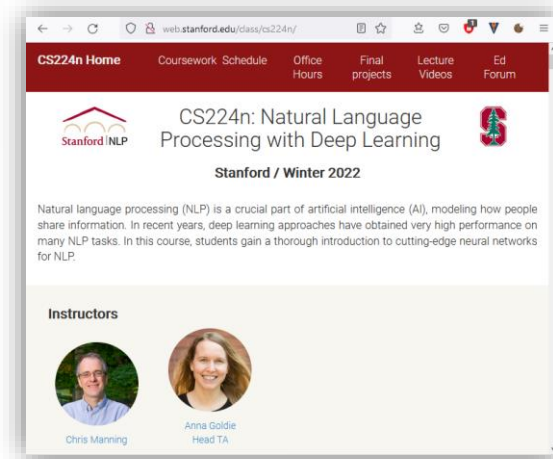 web.stanford.edu/class/cs224n/
CS224n Home
Coursework
Schedule
Office
Hours
Final
projects
Lecture
Videos
Ed
Forum
Stanford NLP
CS224n: Natural Language
Processing with Deep Learning
Stanford / Winter 2022
Natural language processing (NLP) is a crucial part of artificial intelligence (AI), modeling how people
share information. In recent years, deep learning approaches have obtained very high performance on
many NLP tasks. In this course, students gain a thorough introduction to cutting-edge neural networks
for NLP.
Instructors
Chris Manning
Anna Goldie
Head TA